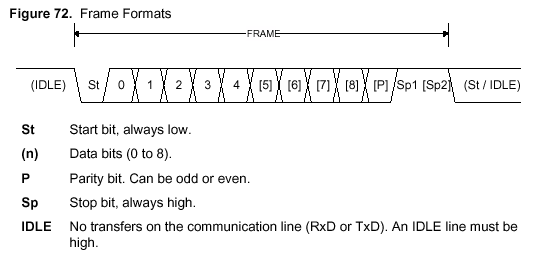 Figure 72. Frame Formats
FRAME
(IDLE) St 0 1 2 3 4 [5] [6] [7] [8] [P] Sp1 [Sp2] (St / IDLE)
St Start bit, always low.
(n) Data bits (0 to 8).
P Parity bit. Can be odd or even.
Sp Stop bit, always high.
IDLE No transfers on the communication line (RxD or TxD). An IDLE line must be
high.